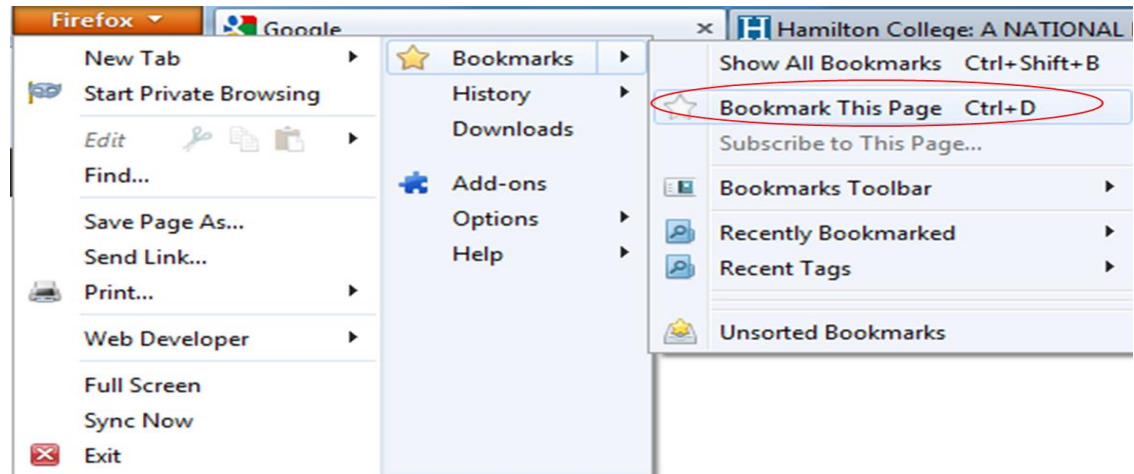 Firefox
Google
Hamilton College: A NATIONAL
New Tab
Start Private Browsing
Edit
Find...
Save Page As...
Send Link...
Print...
Web Developer
Full Screen
Sync Now
Exit
Bookmarks
History
Downloads
Add-ons
Options
Help
Show All Bookmarks Ctrl+Shift+B
Bookmark This Page Ctrl+D
Subscribe to This Page...
Bookmarks Toolbar
Recently Bookmarked
Recent Tags
Unsorted Bookmarks